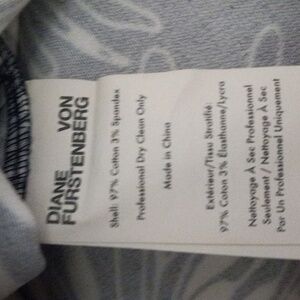 DIANE
VON
FURSTENBERG
Shell: 97% Cotton 3% Spandex
Professional Dry Clean Only
Made in China
Extérieur/Tissu Stratifié:
97% Coton 3% Élasthanne/Lycra
Nettoyage À Sec Professionnel
Seulement / Nettoyage À Sec
Par Un Professionnel Uniquement